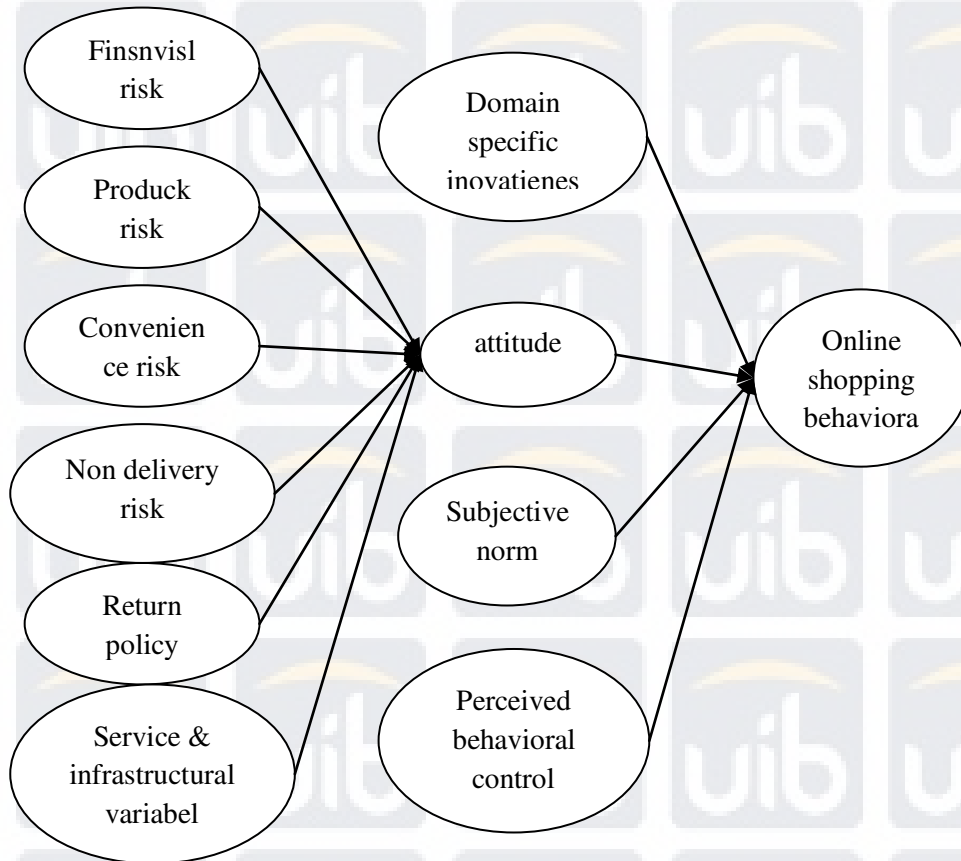 Finsnvisl
risk
Produck
risk
Convenien
ce risk
Non delivery
risk
Return
policy
Service &
infrastructural
variabel
Domain
specific
inovatienes
attitude
Subjective
norm
Perceived
behavioral
control
Online
shopping
behaviora
uib